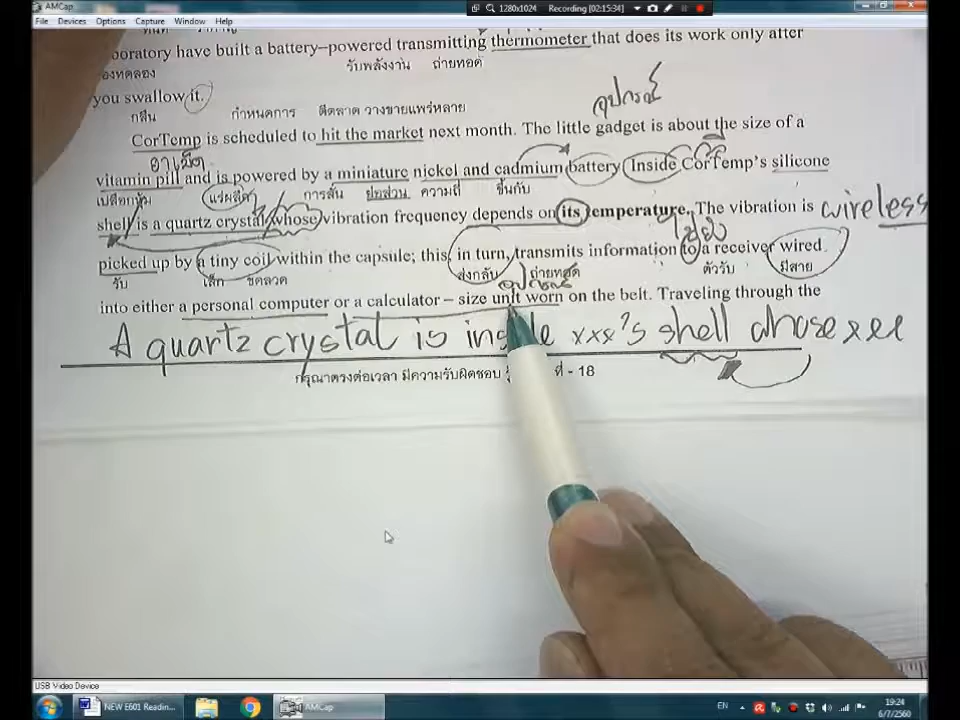 AMCap
1280x1024 Recording [02:15:34]
File Devices Options Capture Window Help
boratory have built a battery–powered transmitting thermometer that does its work only after
องทดลอง รับพลังงาน ถ่ายทอด
you swallow it.
กลืน กำหนดการ ตีตลาด วางขายแพร่หลาย อุปกรณ์
CorTemp is scheduled to hit the market next month. The little gadget is about the size of a
ยาเม็ด
vitamin pill and is powered by a miniature nickel and cadmium battery Inside CorTemp's silicone
เปลือกหุ้ม แร่ผลึก การสั่น ความถี่ ขึ้นกับ
shell is a quartz crystal whose vibration frequency depends on its temperature. The vibration is wireless
ไปยัง
picked up by a tiny coil within the capsule; this, in turn, transmits information to a receiver wired
รับ เล็ก ขดลวด ส่งกลับ ถ่ายทอด ตัวรับ มีสาย
into either a personal computer or a calculator – size unit worn on the belt. Traveling through the
A quartz crystal is inside xxx's shell whose xxx
กรุณาตรงต่อเวลา มีความรับผิดชอบ ที่ - 18
USB Video Device
NEW E601 Readin... AMCap EN 19:24
6/7/2560